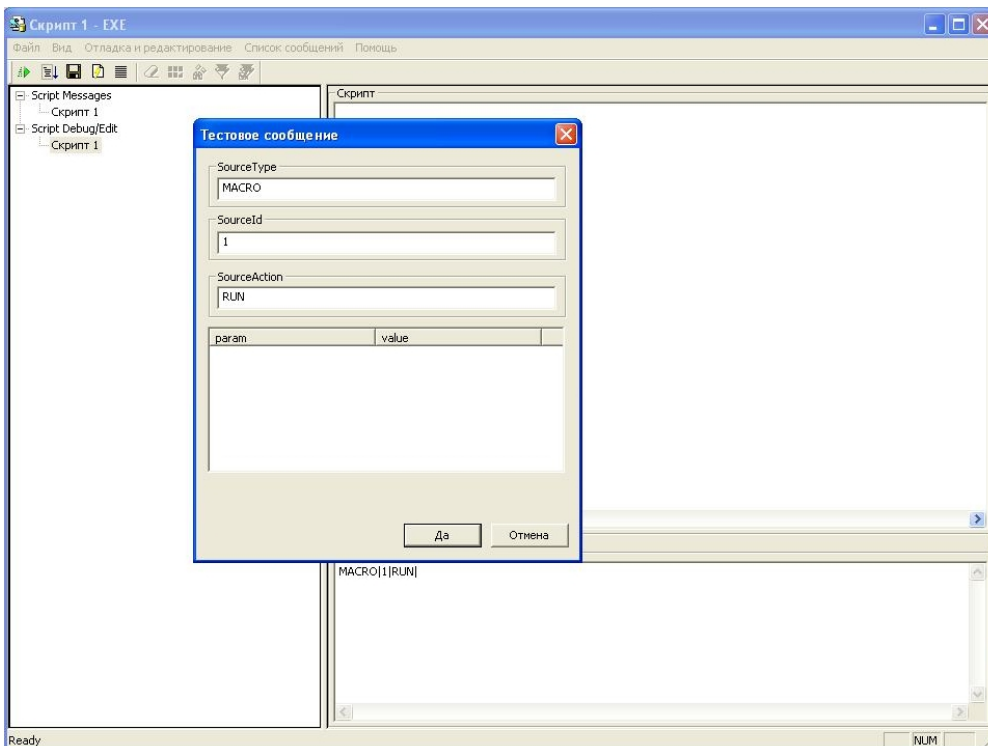 Скрипт 1 - EXE
Файл Вид Отладка и редактирование Список сообщений Помощь
Script Messages
Скрипт 1
Script Debug/Edit
Скрипт 1
Скрипт
Тестовое сообщение
SourceType
MACRO
SourceId
1
SourceAction
RUN
param value
Да Отмена
MACRO|1|RUN|
Ready NUM